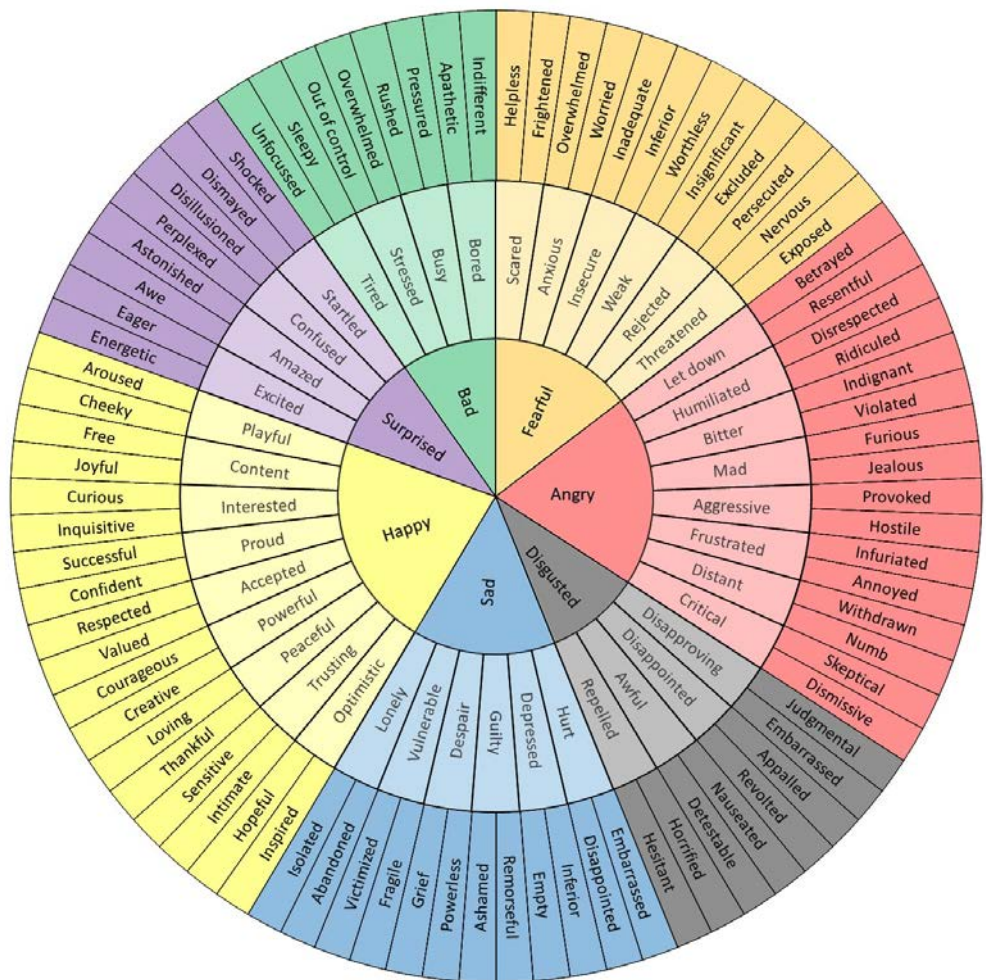 Fearful
Angry
Disgusted
Sad
Happy
Surprised
Bad
Scared
Anxious
Insecure
Weak
Rejected
Threatened
Let down
Humiliated
Bitter
Mad
Aggressive
Frustrated
Distant
Critical
Disapproving
Disappointed
Awful
Repelled
Hurt
Depressed
Guilty
Despair
Vulnerable
Lonely
Optimistic
Trusting
Peaceful
Powerful
Accepted
Proud
Interested
Content
Playful
Excited
Amazed
Confused
Startled
Tired
Stressed
Busy
Bored
Helpless
Frightened
Overwhelmed
Worried
Inadequate
Inferior
Worthless
Insignificant
Excluded
Persecuted
Nervous
Exposed
Betrayed
Resentful
Disrespected
Ridiculed
Indignant
Violated
Furious
Jealous
Provoked
Hostile
Infuriated
Annoyed
Withdrawn
Numb
Skeptical
Dismissive
Judgmental
Embarrassed
Appalled
Revolted
Nauseated
Detestable
Horrified
Hesitant
Embarrassed
Disappointed
Inferior
Empty
Remorseful
Ashamed
Powerless
Grief
Fragile
Victimized
Abandoned
Isolated
Inspired
Hopeful
Intimate
Sensitive
Thankful
Loving
Creative
Courageous
Valued
Respected
Confident
Successful
Inquisitive
Curious
Joyful
Free
Cheeky
Aroused
Energetic
Eager
Awe
Astonished
Perplexed
Disillusioned
Dismayed
Shocked
Unfocussed
Sleepy
Out of control
Overwhelmed
Rushed
Pressured
Apathetic
Indifferent